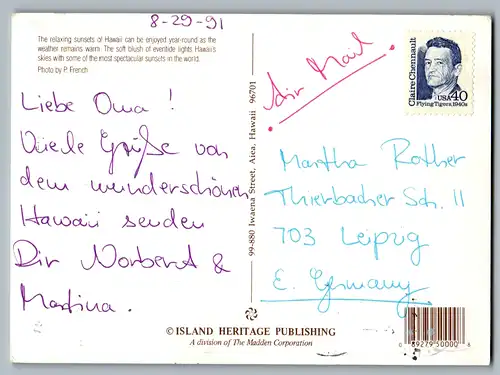 8-29-91
The relaxing sunsets of Hawaii can be enjoyed year-round as the
weather remains warm. The soft blush of eventide lights Hawaii's
skies with some of the most spectacular sunsets in the world.
Photo by P. French
Liebe Oma !
Viele Grüße von
dem wunderschönen
Hawaii senden
Dir Norbert &
Martina.
99-880 Iwaena Street, Aiea, Hawaii 96701
Air Mail
Claire Chennault
Flying Tigers, 1940s
USA 40
Martha Rother
Thierbacher Str. 11
703 Leipzig
E. Germany
© ISLAND HERITAGE PUBLISHING
A division of The Madden Corporation
0 89279 50000 8